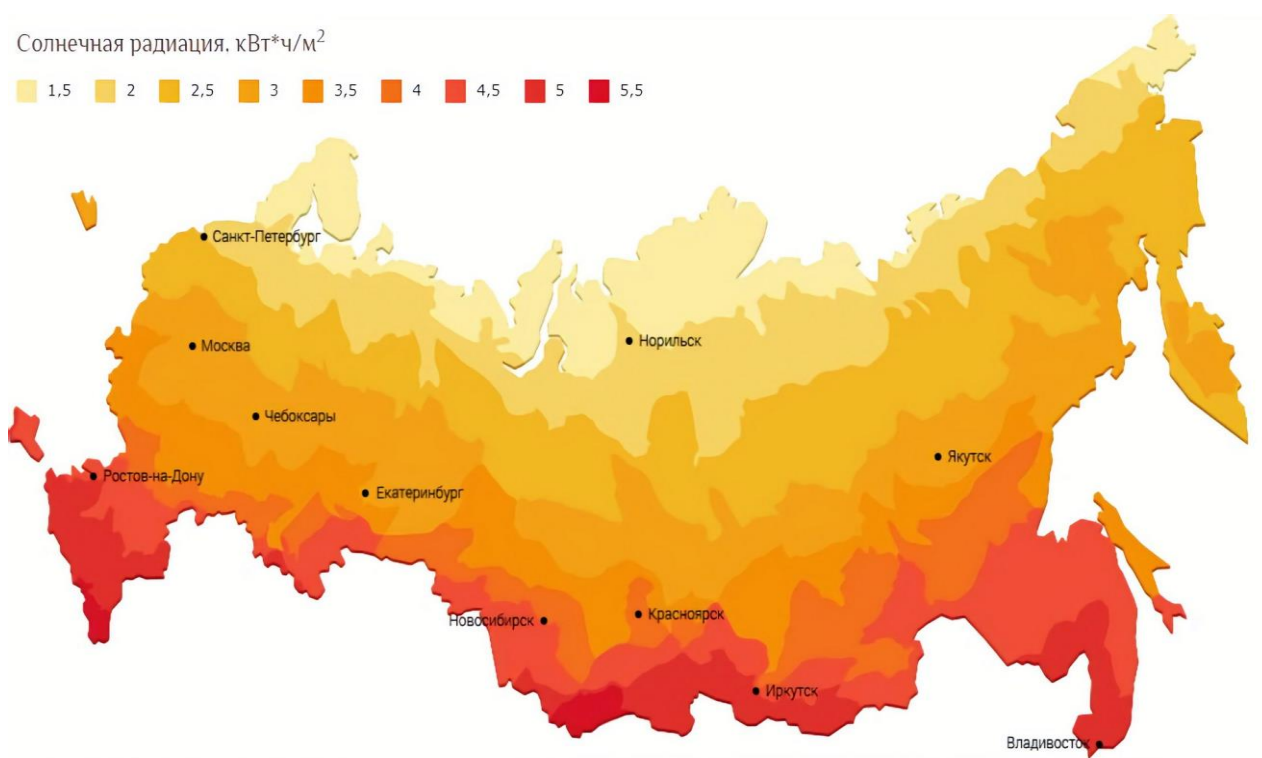 Солнечная радиация. кВт*ч/м²
1,5 2 2,5 3 3,5 4 4,5 5 5,5
Санкт-Петербург
Норильск
Москва
Чебоксары
Якутск
Ростов-на-Дону
Екатеринбург
Красноярск
Новосибирск
Иркутск
Владивосток